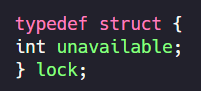 typedef struct {
int unavailable;
} lock;